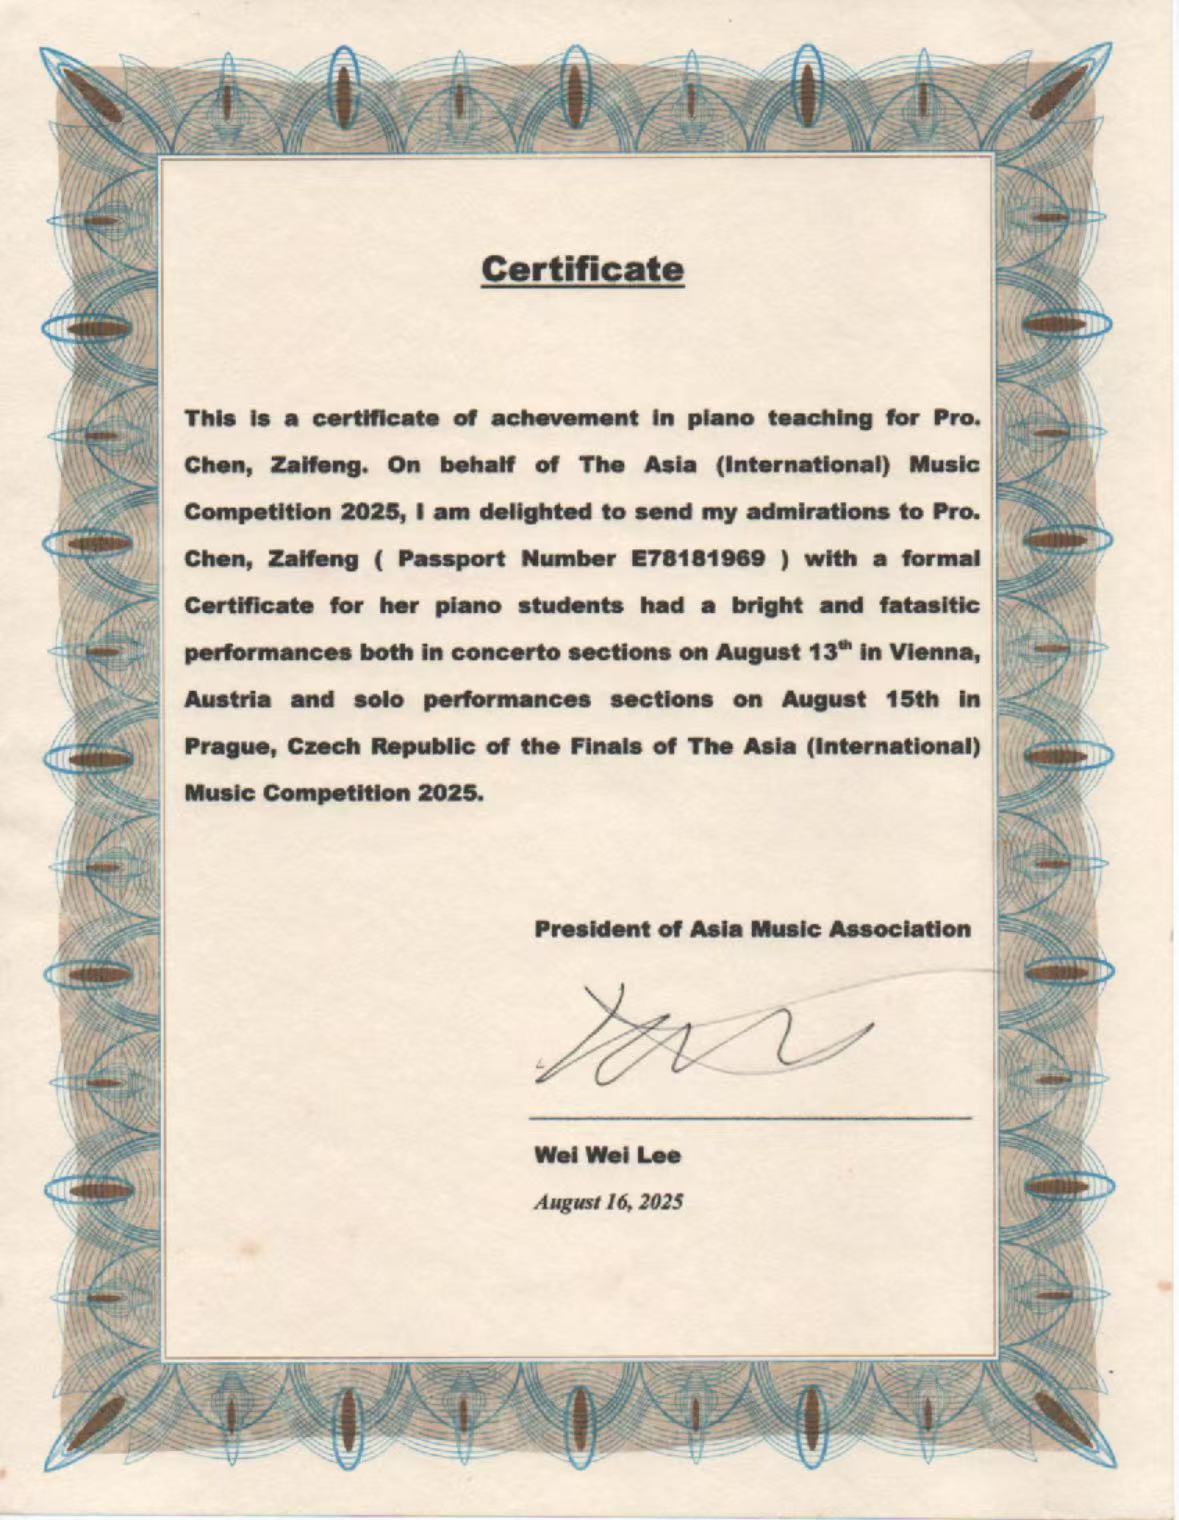 Certificate
This is a certificate of achevement in piano teaching for Pro.
Chen, Zaifeng. On behalf of The Asia (International) Music
Competition 2025, I am delighted to send my admirations to Pro.
Chen, Zaifeng ( Passport Number E78181969 ) with a formal
Certificate for her piano students had a bright and fatasitic
performances both in concerto sections on August 13th in Vienna,
Austria and solo performances sections on August 15th in
Prague, Czech Republic of the Finals of The Asia (International)
Music Competition 2025.
President of Asia Music Association
Wei Wei Lee
August 16, 2025